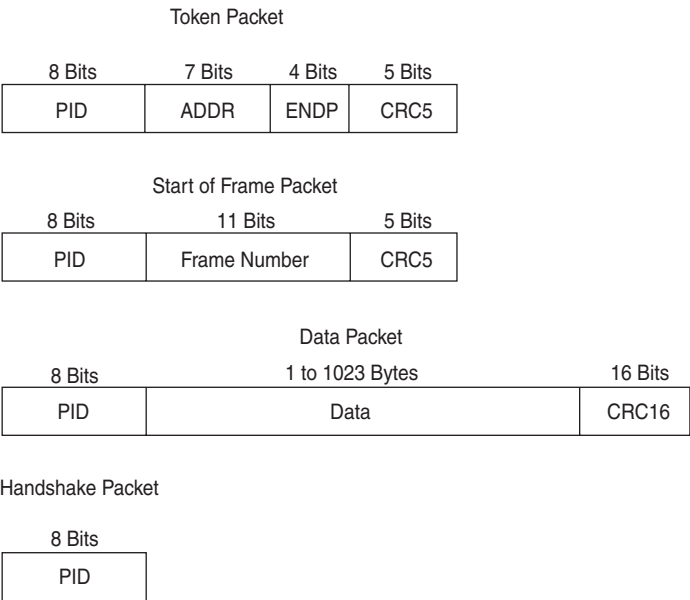 Token Packet
8 Bits 7 Bits 4 Bits 5 Bits
PID ADDR ENDP CRC5
Start of Frame Packet
8 Bits 11 Bits 5 Bits
PID Frame Number CRC5
Data Packet
8 Bits 1 to 1023 Bytes 16 Bits
PID Data CRC16
Handshake Packet
8 Bits
PID